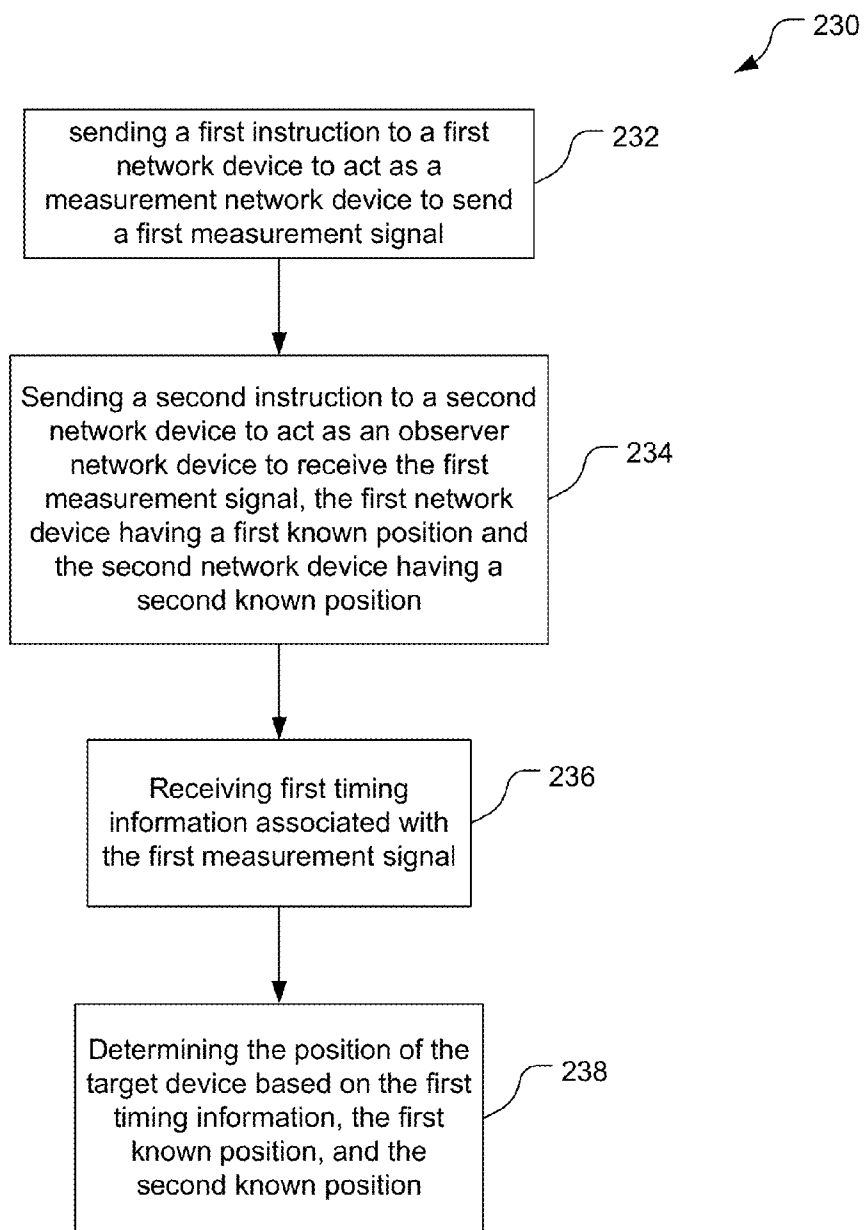 230
sending a first instruction to a first
network device to act as a
measurement network device to send
a first measurement signal
232
Sending a second instruction to a second
network device to act as an observer
network device to receive the first
measurement signal, the first network
device having a first known position and
the second network device having a
second known position
234
Receiving first timing
information associated with
the first measurement signal
236
Determining the position of the
target device based on the first
timing information, the first
known position, and the
second known position
238